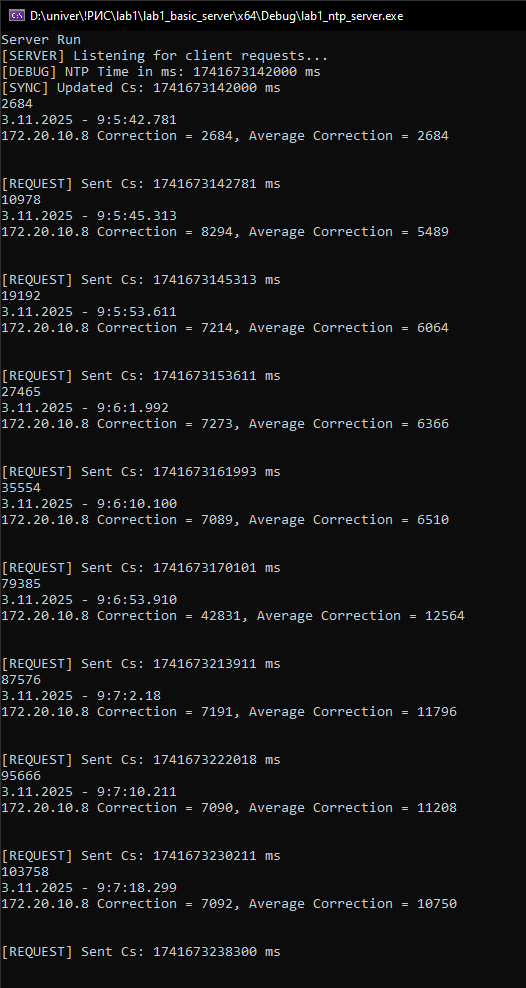 D:\univer\!РИС\lab1\lab1_basic_server\x64\Debug\lab1_ntp_server.exe
Server Run
[SERVER] Listening for client requests...
[DEBUG] NTP Time in ms: 1741673142000 ms
[SYNC] Updated Cs: 1741673142000 ms
2684
3.11.2025 - 9:5:42.781
172.20.10.8 Correction = 2684, Average Correction = 2684
[REQUEST] Sent Cs: 1741673142781 ms
10978
3.11.2025 - 9:5:45.313
172.20.10.8 Correction = 8294, Average Correction = 5489
[REQUEST] Sent Cs: 1741673145313 ms
19192
3.11.2025 - 9:5:53.611
172.20.10.8 Correction = 7214, Average Correction = 6064
[REQUEST] Sent Cs: 1741673153611 ms
27465
3.11.2025 - 9:6:1.992
172.20.10.8 Correction = 7273, Average Correction = 6366
[REQUEST] Sent Cs: 1741673161993 ms
35554
3.11.2025 - 9:6:10.100
172.20.10.8 Correction = 7089, Average Correction = 6510
[REQUEST] Sent Cs: 1741673170101 ms
79385
3.11.2025 - 9:6:53.910
172.20.10.8 Correction = 42831, Average Correction = 12564
[REQUEST] Sent Cs: 1741673213911 ms
87576
3.11.2025 - 9:7:2.18
172.20.10.8 Correction = 7191, Average Correction = 11796
[REQUEST] Sent Cs: 1741673222018 ms
95666
3.11.2025 - 9:7:10.211
172.20.10.8 Correction = 7090, Average Correction = 11208
[REQUEST] Sent Cs: 1741673230211 ms
103758
3.11.2025 - 9:7:18.299
172.20.10.8 Correction = 7092, Average Correction = 10750
[REQUEST] Sent Cs: 1741673238300 ms